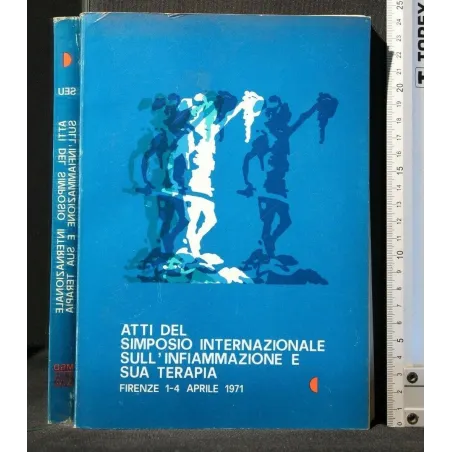 ATTI DEL
SIMPOSIO INTERNAZIONALE
SULL'INFIAMMAZIONE E
SUA TERAPIA
FIRENZE 1-4 APRILE 1971
SEU
ATTI DEL SIMPOSIO INTERNAZIONALE
SULL'INFIAMMAZIONE E SUA TERAPIA